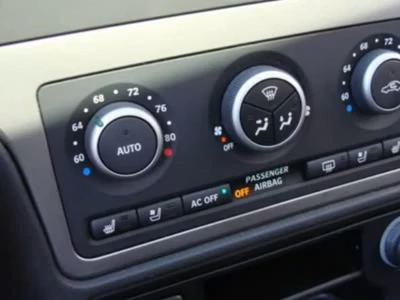 60 64 68 72 76 80
AUTO
OFF
60 64 68 72
AC OFF
PASSENGER
OFF AIRBAG